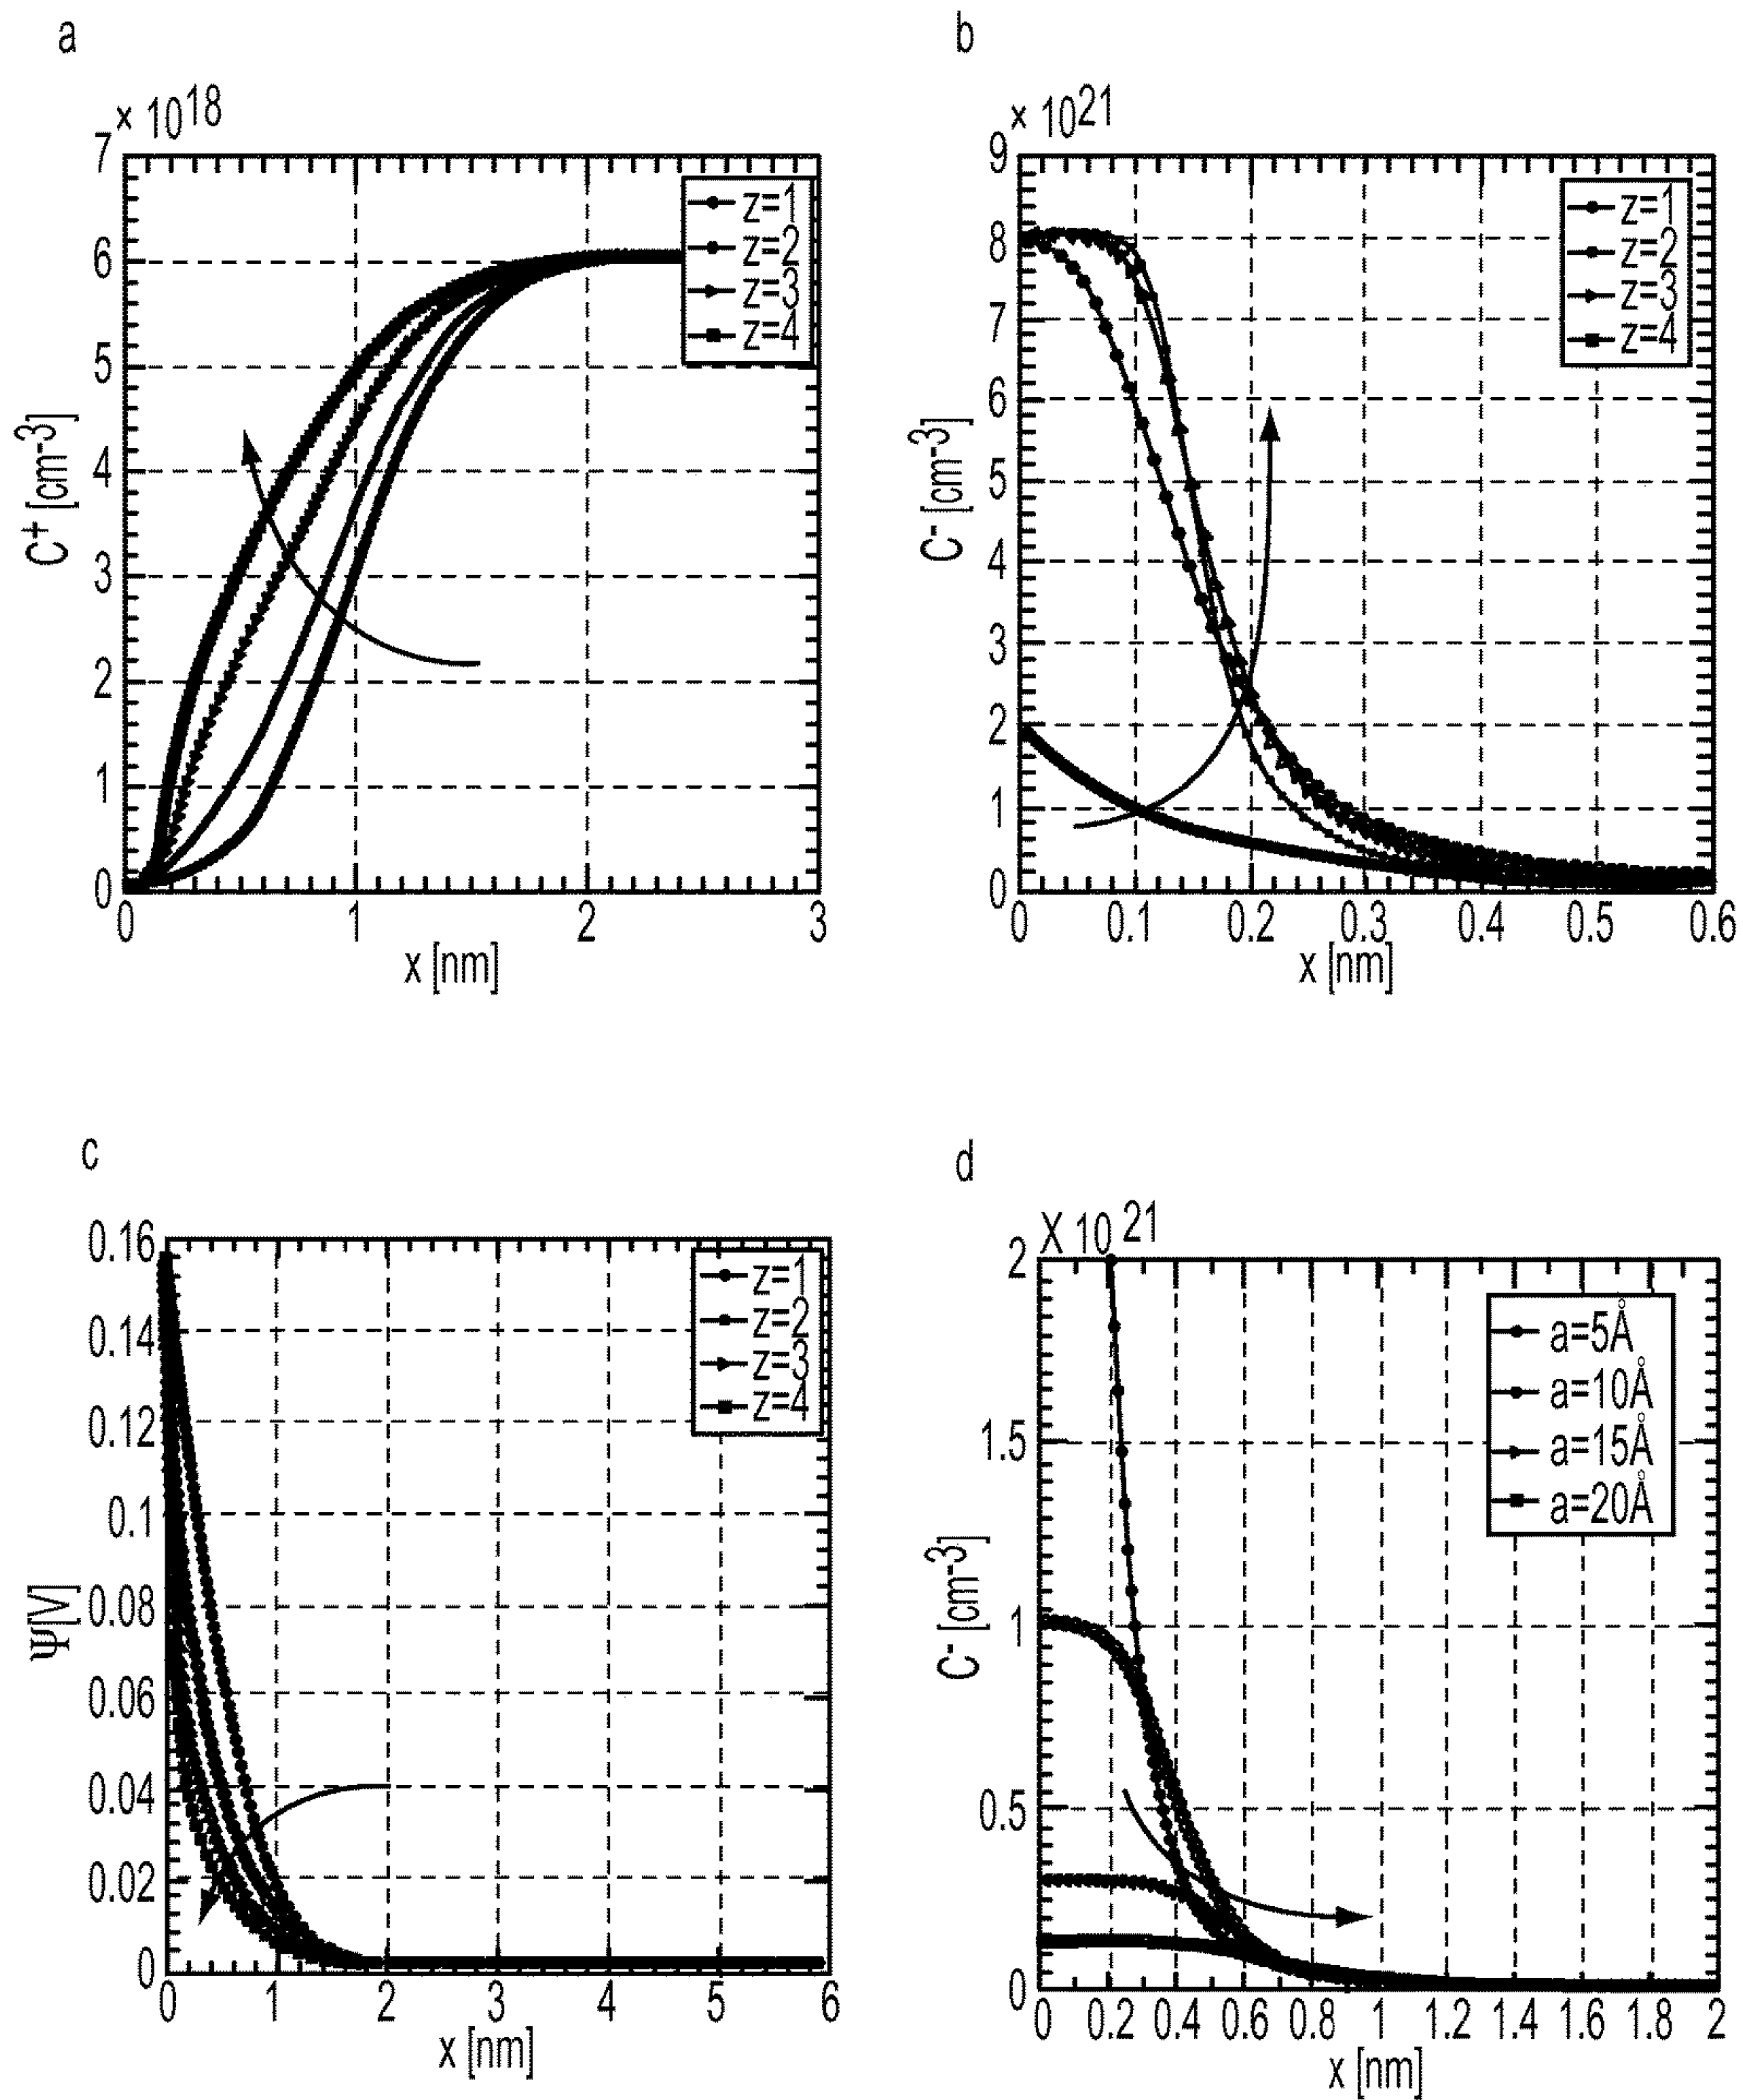 a
× 10^18
7
6
5
4
3
2
1
0
C+ [cm-3]
0 1 2 3
x [nm]
z=1
z=2
z=3
z=4
b
× 10^21
9
8
7
6
5
4
3
2
1
0
C- [cm-3]
0 0.1 0.2 0.3 0.4 0.5 0.6
x [nm]
z=1
z=2
z=3
z=4
c
0.16
0.14
0.12
0.1
0.08
0.06
0.04
0.02
0
Ψ[V]
0 1 2 3 4 5 6
x [nm]
z=1
z=2
z=3
z=4
d
X 10^21
2
1.5
1
0.5
0
C- [cm-3]
0 0.2 0.4 0.6 0.8 1 1.2 1.4 1.6 1.8 2
x [nm]
a=5Å
a=10Å
a=15Å
a=20Å